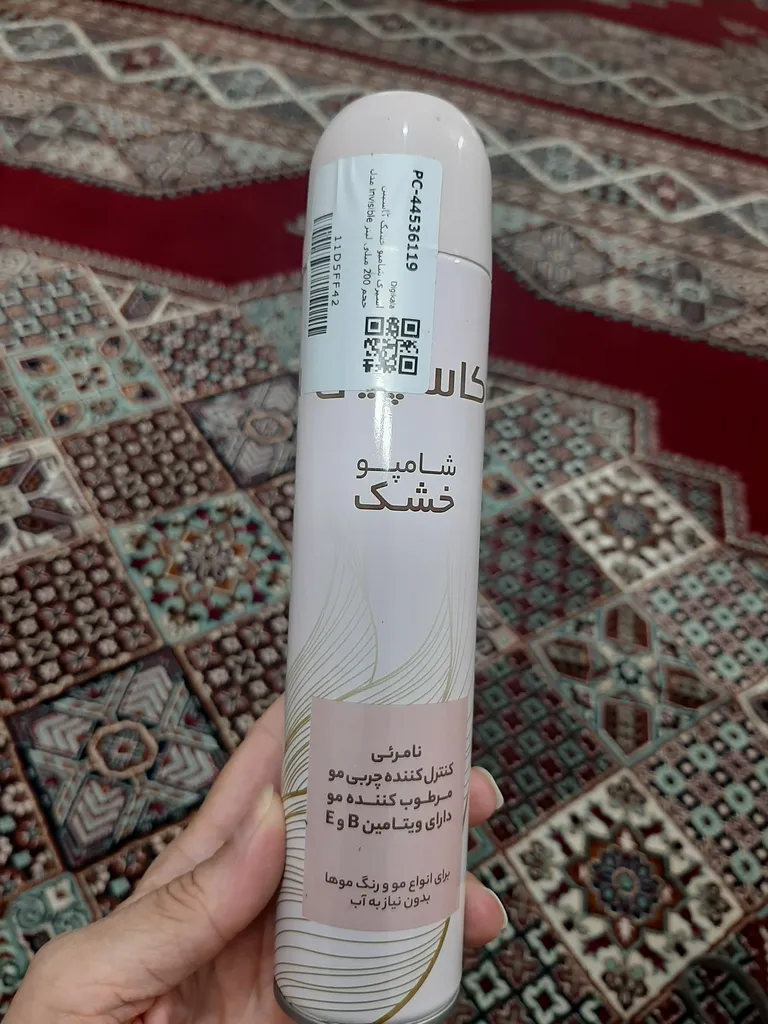 PC-44536119
Digikala
اسپری شامپو خشک کاسپین
مدل Invisible حجم 200 میلی لیتر
11D5FF42
شامپو
خشک
نامرئی
کنترل کننده چربی مو
مرطوب کننده مو
دارای ویتامین B و E
برای انواع مو و رنگ موها
بدون نیاز به آب